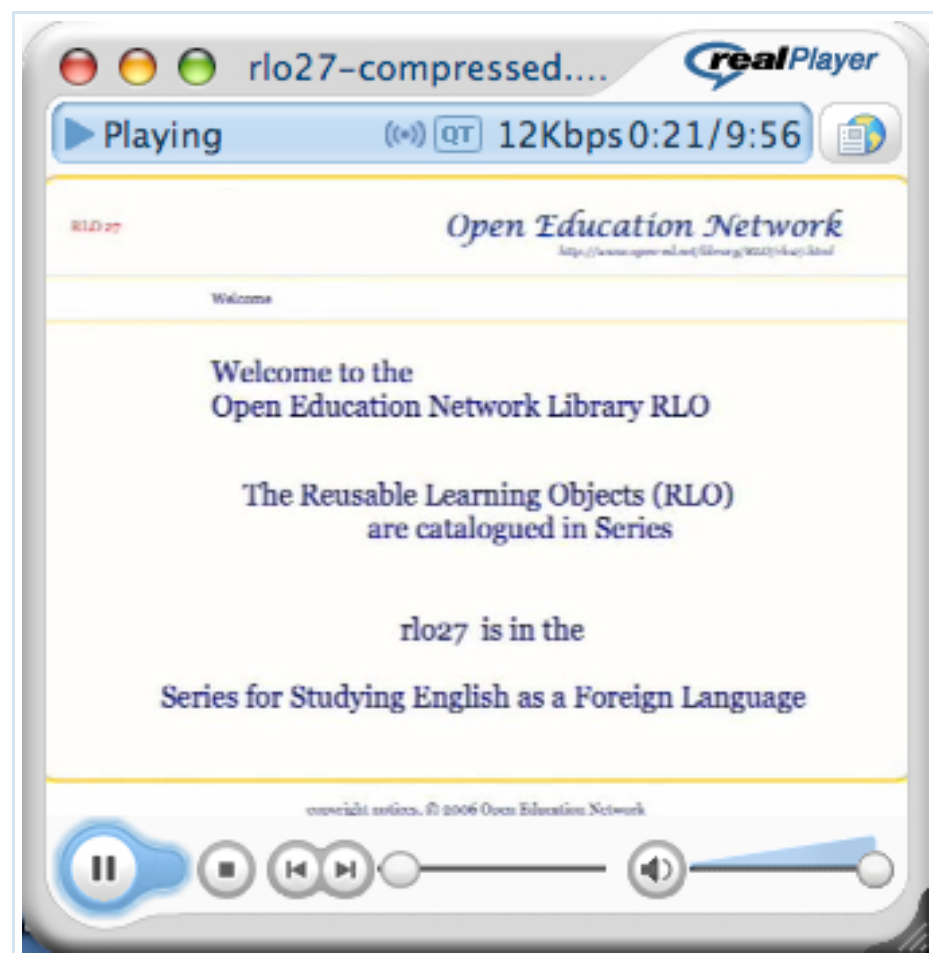 rlo27-compressed....
realPlayer
Playing
QT 12Kbps 0:21/9:56
RLO 27
Open Education Network
Welcome
Welcome to the
Open Education Network Library RLO
The Reusable Learning Objects (RLO)
are catalogued in Series
rlo27 is in the
Series for Studying English as a Foreign Language
copyright notices, © 2006 Open Education Network